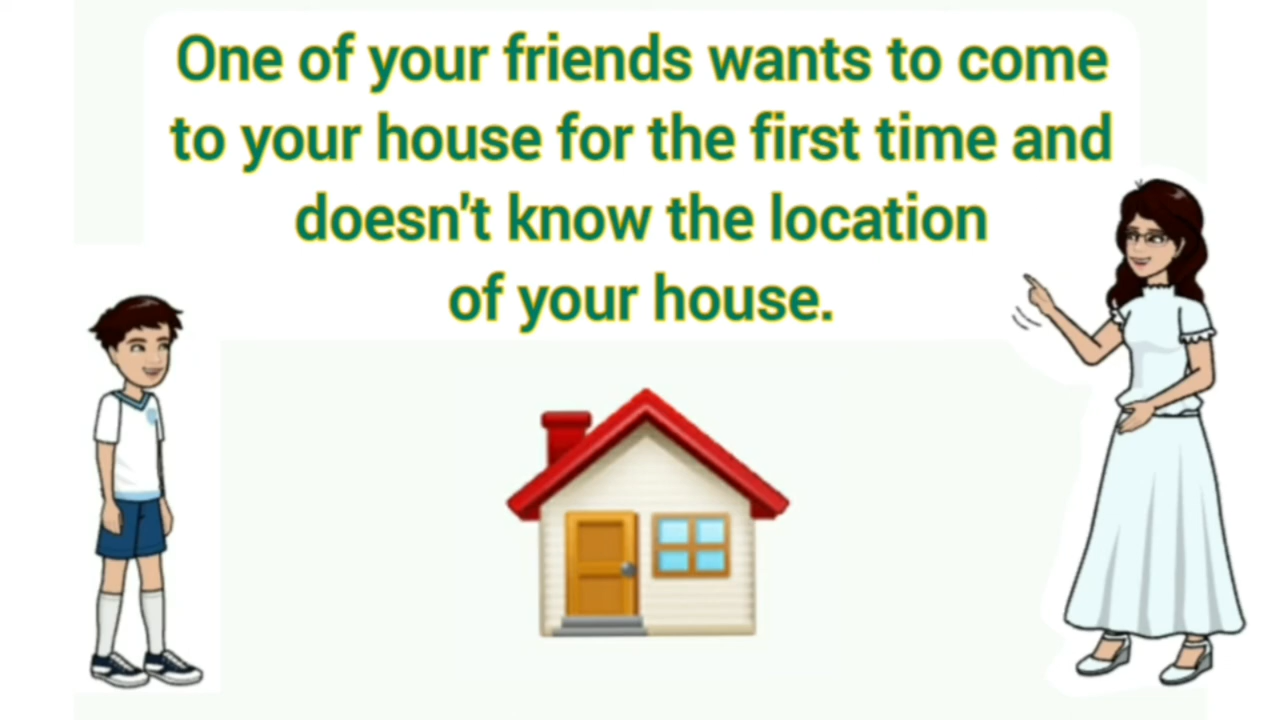 One of your friends wants to come
to your house for the first time and
doesn't know the location
of your house.